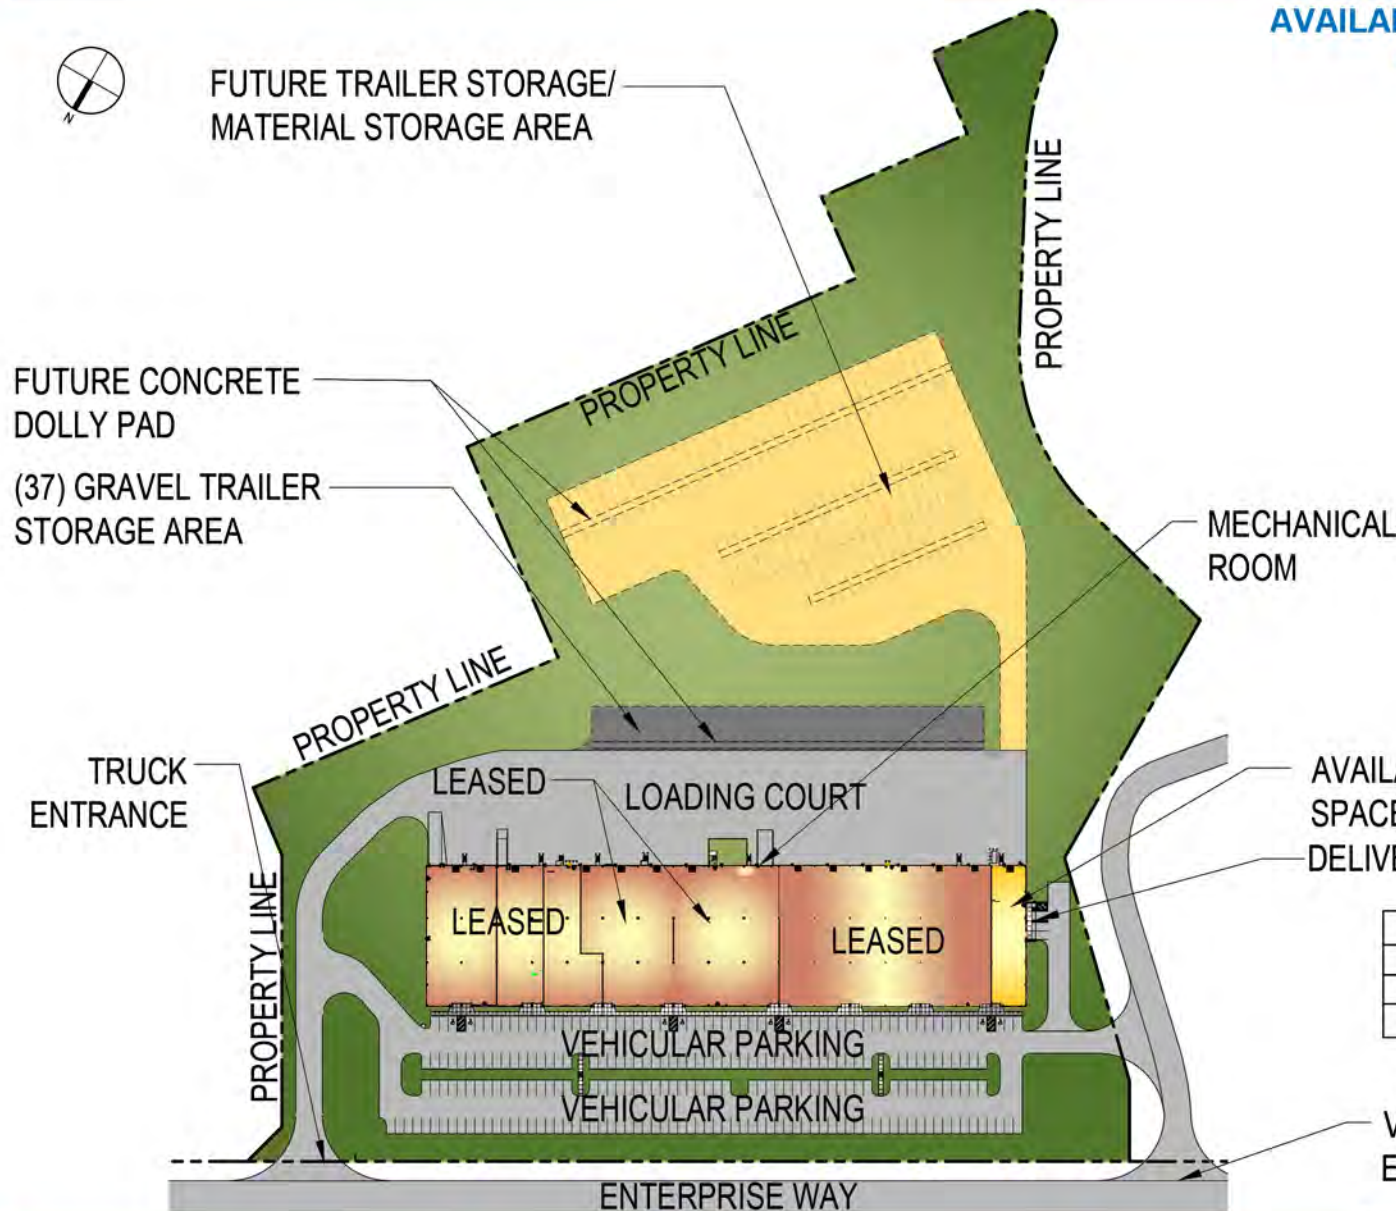 AVAILA
N
FUTURE TRAILER STORAGE/
MATERIAL STORAGE AREA
PROPERTY LINE
PROPERTY LINE
FUTURE CONCRETE
DOLLY PAD
(37) GRAVEL TRAILER
STORAGE AREA
MECHANICAL
ROOM
PROPERTY LINE
TRUCK
ENTRANCE
LEASED
LOADING COURT
AVAILA
SPACE
DELIVE
LEASED
LEASED
PROPERTY LINE
VEHICULAR PARKING
VEHICULAR PARKING
V
E
ENTERPRISE WAY